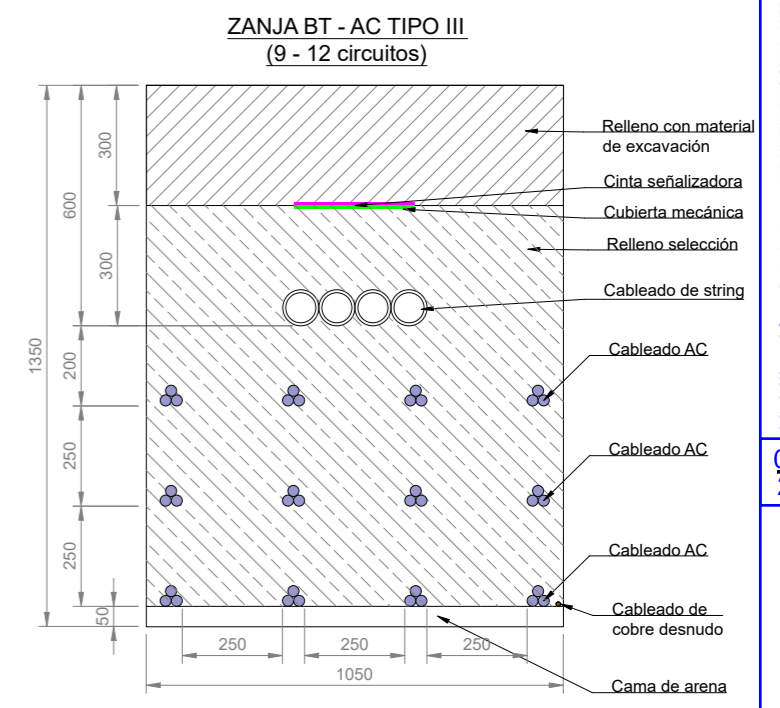 ZANJA BT - AC TIPO III
(9 - 12 circuitos)
300
600
300
1350
200
250
250
50
250
250
250
1050
Relleno con material
de excavación
Cinta señalizadora
Cubierta mecánica
Relleno selección
Cableado de string
Cableado AC
Cableado AC
Cableado AC
Cableado de
cobre desnudo
Cama de arena